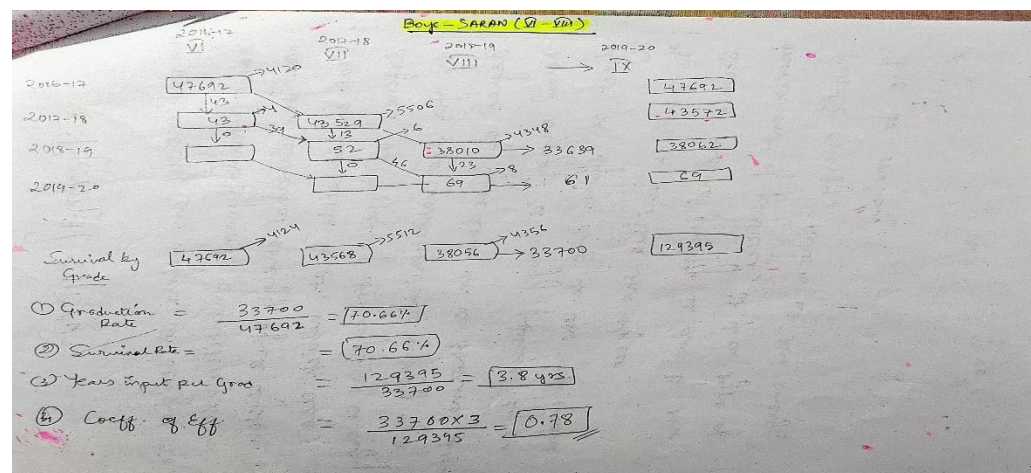 Boys - SARAN (VI - VIII)
2016-17 2017-18 2018-19 2019-20
VI VII VIII → IX
2016-17 47692 → 4120 47692
↓43
2017-18 43 → 4 43529 → 5506 43572
↓0 39 ↓13
2018-19 52 → 6 38010 → 4348 → 33639 38062
↓0 46 ↓23
2019-20 69 → 8 → 61 69
Survival by Grade 47692 → 4124 43568 → 5512 38056 → 4356 → 33700 129395
① Graduation Rate = 33700 / 47692 = 70.66%
② Survival Rate = = 70.66%
③ Years input per Grad = 129395 / 33700 = 3.8 yrs.
④ Coeff. of Eff = 33700 X 3 / 129395 = 0.78